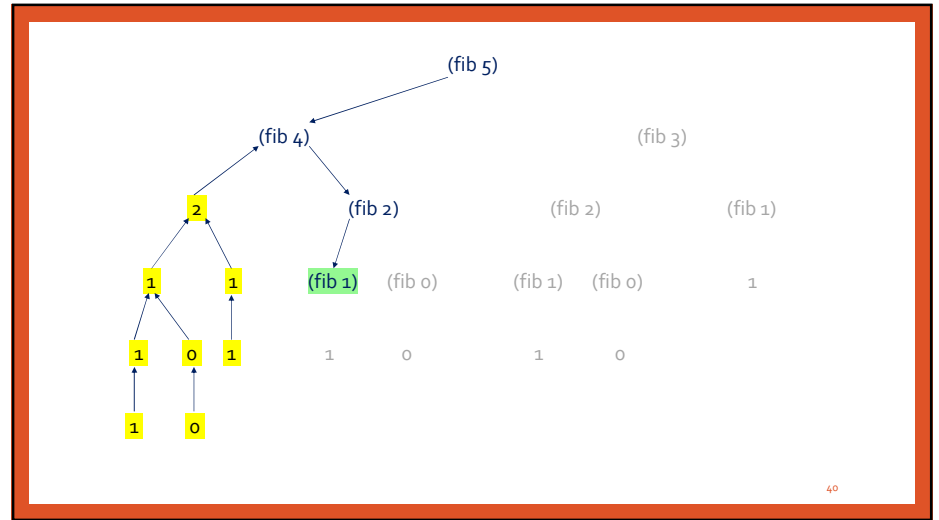 (fib 5)
(fib 4) (fib 3)
2 (fib 2) (fib 2) (fib 1)
1 1 (fib 1) (fib 0) (fib 1) (fib 0) 1
1 0 1 1 0 1 0
1 0
40